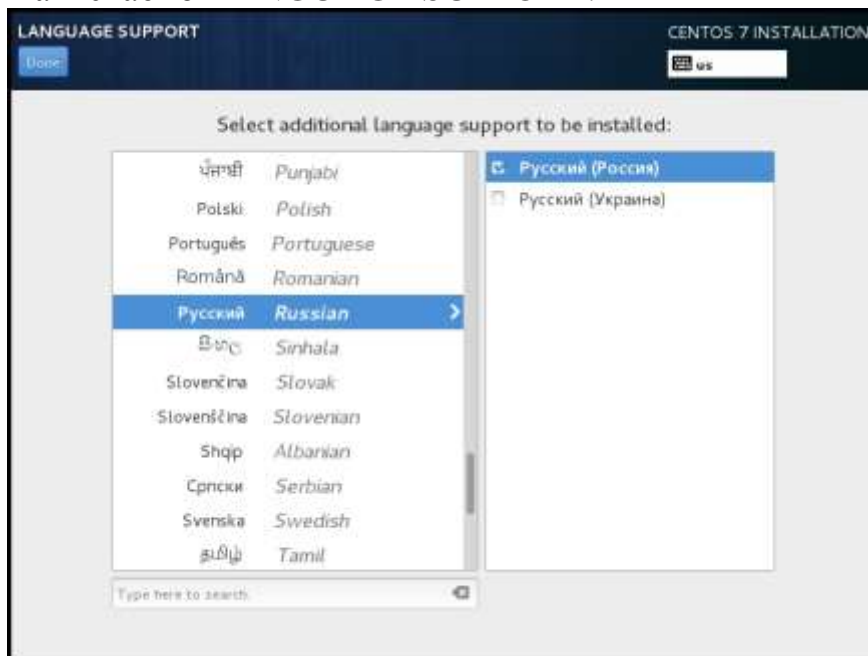 LANGUAGE SUPPORT
CENTOS 7 INSTALLATION
Done
us
Select additional language support to be installed:
ਪੰਜਾਬੀ Punjabi
Polski Polish
Português Portuguese
Română Romanian
Русский Russian
සිංහල Sinhala
Slovenčina Slovak
Slovenščina Slovenian
Shqip Albanian
Српски Serbian
Svenska Swedish
தமிழ் Tamil
Русский (Россия)
Русский (Украина)
Type here to search.